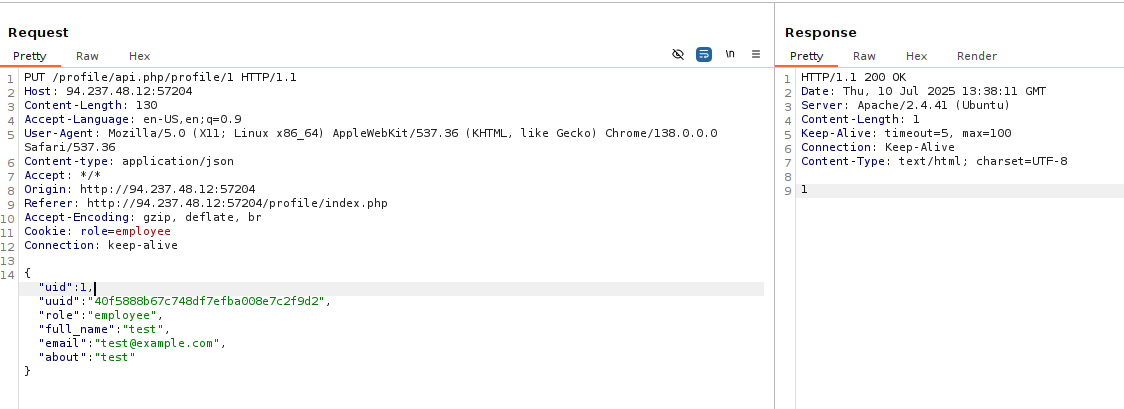 Request
Pretty Raw Hex
\n
1 PUT /profile/api.php/profile/1 HTTP/1.1
2 Host: 94.237.48.12:57204
3 Content-Length: 130
4 Accept-Language: en-US,en;q=0.9
5 User-Agent: Mozilla/5.0 (X11; Linux x86_64) AppleWebKit/537.36 (KHTML, like Gecko) Chrome/138.0.0.0
Safari/537.36
6 Content-type: application/json
7 Accept: */*
8 Origin: http://94.237.48.12:57204
9 Referer: http://94.237.48.12:57204/profile/index.php
10 Accept-Encoding: gzip, deflate, br
11 Cookie: role=employee
12 Connection: keep-alive
13
14 {
"uid":1,
"uuid":"40f5888b67c748df7efba008e7c2f9d2",
"role":"employee",
"full_name":"test",
"email":"test@example.com",
"about":"test"
}
Response
Pretty Raw Hex Render
1 HTTP/1.1 200 OK
2 Date: Thu, 10 Jul 2025 13:38:11 GMT
3 Server: Apache/2.4.41 (Ubuntu)
4 Content-Length: 1
5 Keep-Alive: timeout=5, max=100
6 Connection: Keep-Alive
7 Content-Type: text/html; charset=UTF-8
8
9 1